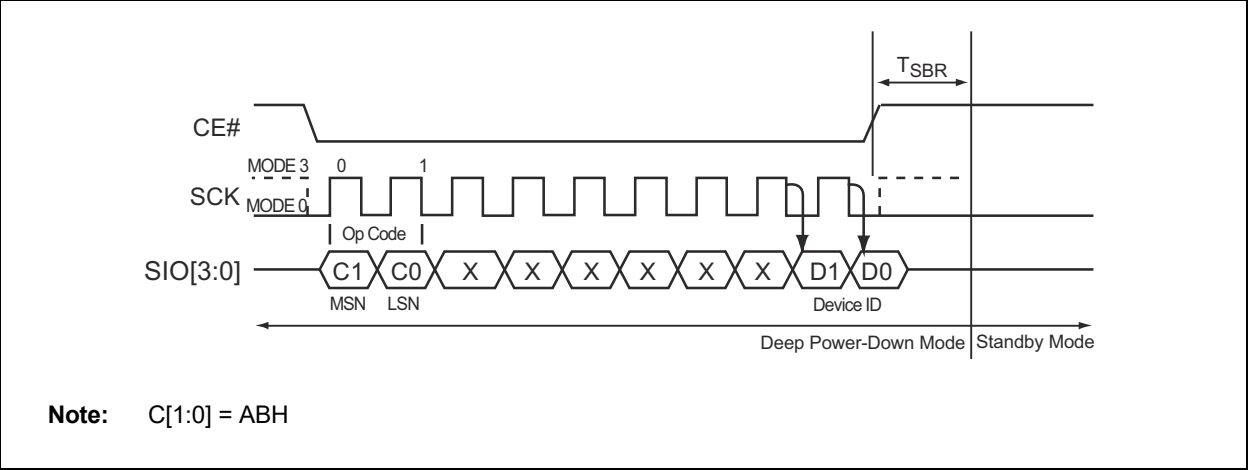 TSBR
CE#
MODE 3 0 1
SCK
MODE 0
Op Code
SIO[3:0] C1 C0 X X X X X X D1 D0
MSN LSN Device ID
Deep Power-Down Mode Standby Mode
Note: C[1:0] = ABH